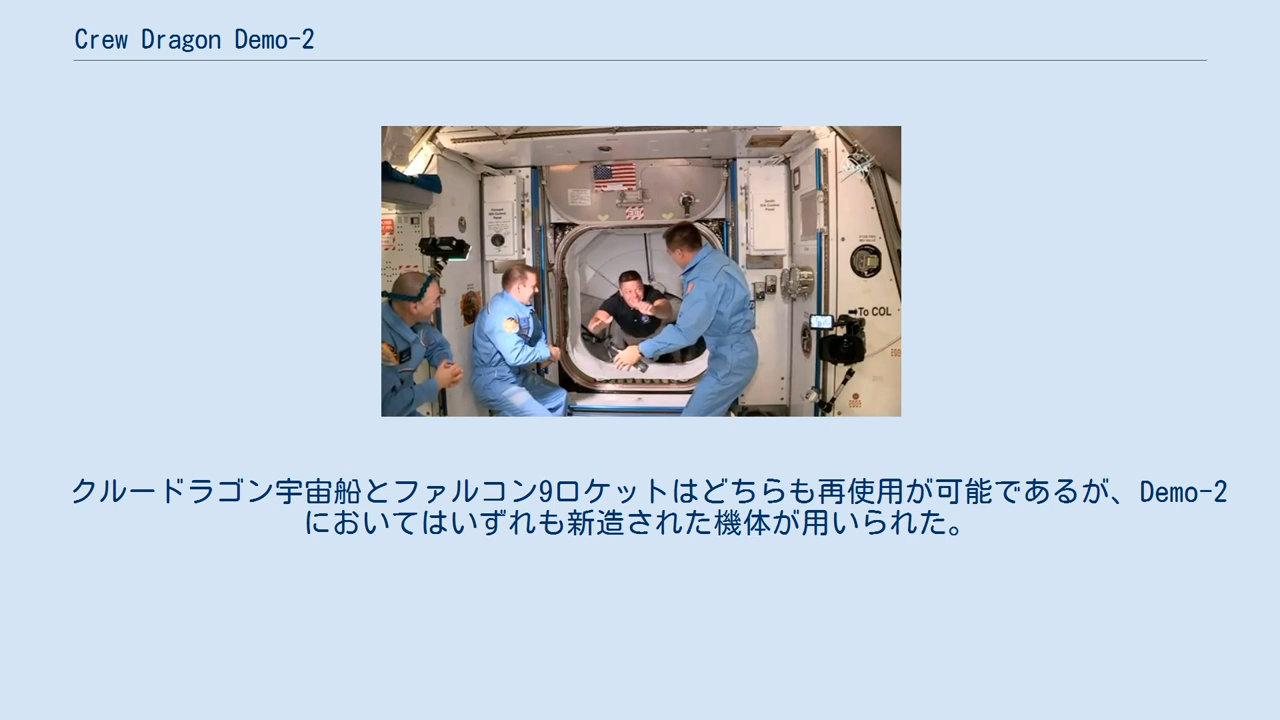 Crew Dragon Demo-2
To COL
クルードラゴン宇宙船とファルコン9ロケットはどちらも再使用が可能であるが、Demo-2
においてはいずれも新造された機体が用いられた。